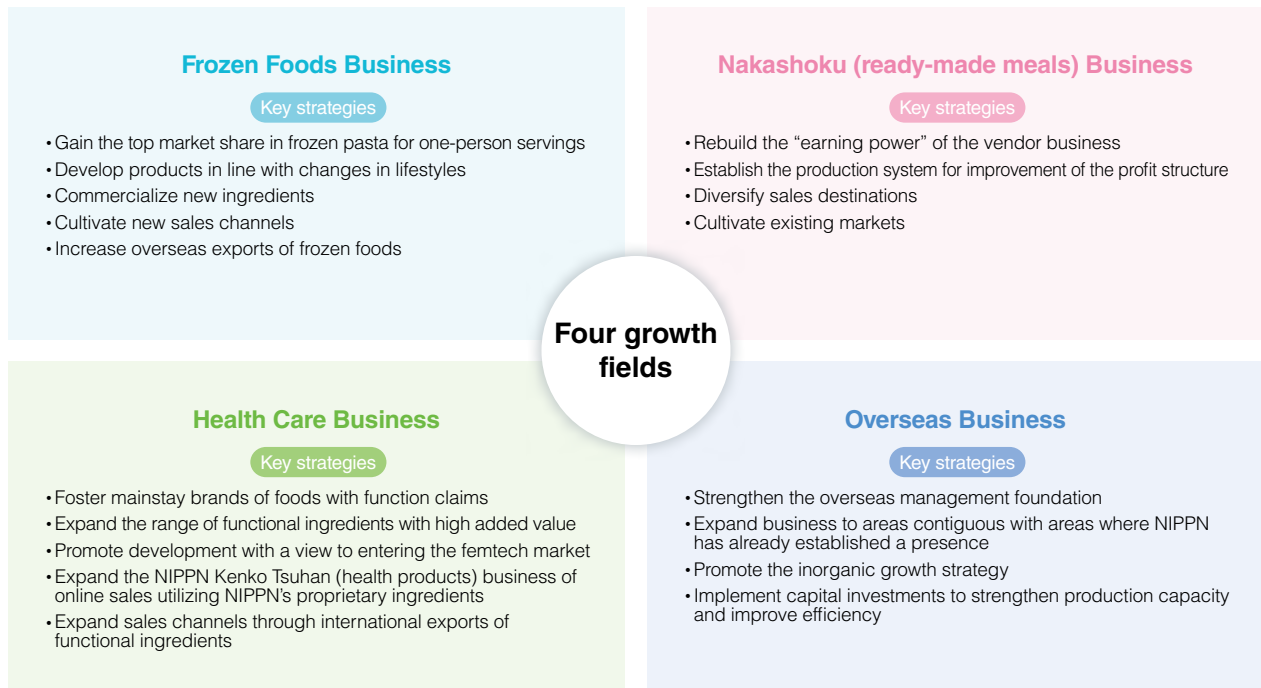 Frozen Foods Business
Key strategies
• Gain the top market share in frozen pasta for one-person servings
• Develop products in line with changes in lifestyles
• Commercialize new ingredients
• Cultivate new sales channels
• Increase overseas exports of frozen foods
Nakashoku (ready-made meals) Business
Key strategies
• Rebuild the “earning power” of the vendor business
• Establish the production system for improvement of the profit structure
• Diversify sales destinations
• Cultivate existing markets
Four growth
fields
Health Care Business
Key strategies
• Foster mainstay brands of foods with function claims
• Expand the range of functional ingredients with high added value
• Promote development with a view to entering the femtech market
• Expand the NIPPN Kenko Tsuhan (health products) business of
online sales utilizing NIPPN’s proprietary ingredients
• Expand sales channels through international exports of
functional ingredients
Overseas Business
Key strategies
• Strengthen the overseas management foundation
• Expand business to areas contiguous with areas where NIPPN
has already established a presence
• Promote the inorganic growth strategy
• Implement capital investments to strengthen production capacity
and improve efficiency